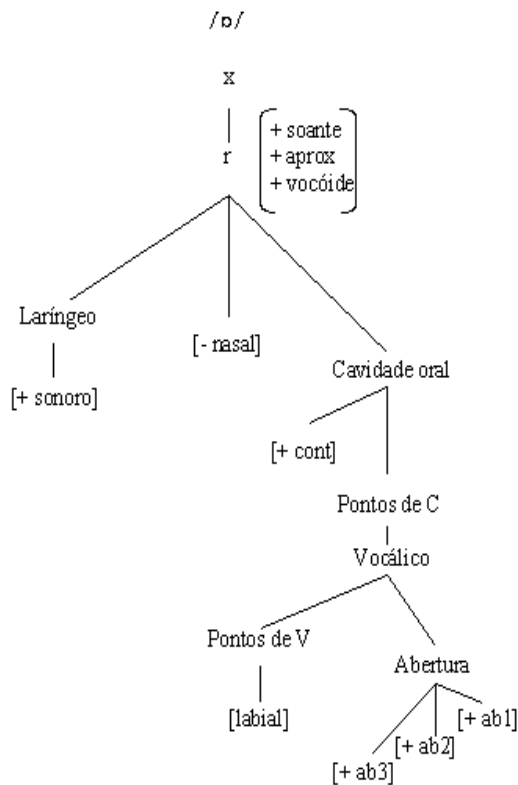 /ɒ/
x
+ soante
r
+ aprox
+ vocóide
Laríngeo
[- nasal]
Cavidade oral
[+ sonoro]
[+ cont]
Pontos de C
Vocálico
Pontos de V
Abertura
[labial]
[+ ab1]
[+ ab2]
[+ ab3]